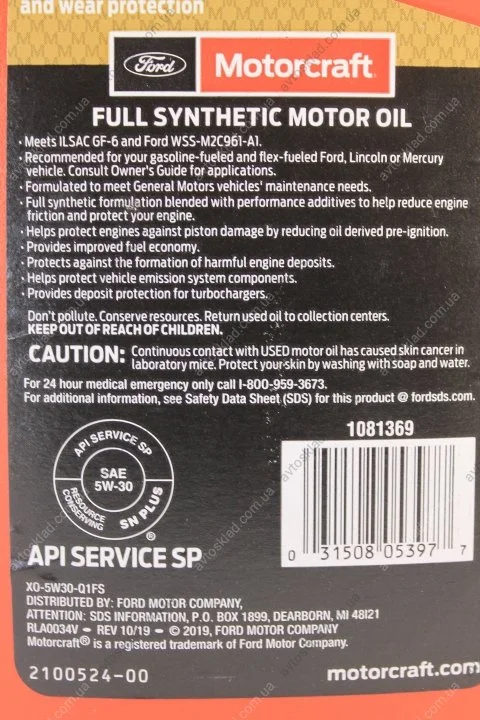 and wear protection
Ford Motorcraft®
FULL SYNTHETIC MOTOR OIL
• Meets ILSAC GF-6 and Ford WSS-M2C961-A1.
• Recommended for your gasoline-fueled and flex-fueled Ford, Lincoln or Mercury
vehicle. Consult Owner's Guide for applications.
• Formulated to meet General Motors vehicles' maintenance needs.
• Full synthetic formulation blended with performance additives to help reduce engine
friction and protect your engine.
• Helps protect engines against piston damage by reducing oil derived pre-ignition.
• Provides improved fuel economy.
• Protects against the formation of harmful engine deposits.
• Helps protect vehicle emission system components.
• Provides deposit protection for turbochargers.
Don't pollute. Conserve resources. Return used oil to collection centers.
KEEP OUT OF REACH OF CHILDREN.
CAUTION: Continuous contact with USED motor oil has caused skin cancer in
laboratory mice. Protect your skin by washing with soap and water.
For 24 hour medical emergency only call 1-800-959-3673.
For additional information, see Safety Data Sheet (SDS) for this product @ fordsds.com.
1081369
API SERVICE SP
SAE
5W-30
RESOURCE
CONSERVING
SN PLUS
®
0 31508 05397 7
API SERVICE SP
XO-5W30-Q1FS
DISTRIBUTED BY: FORD MOTOR COMPANY,
ATTENTION: SDS INFORMATION, P.O. BOX 1899, DEARBORN, MI 48121
RLA0034V – REV 10/19 – © 2019, FORD MOTOR COMPANY
Motorcraft® is a registered trademark of Ford Motor Company.
2100524-00
motorcraft.com
avtosklad.com.ua